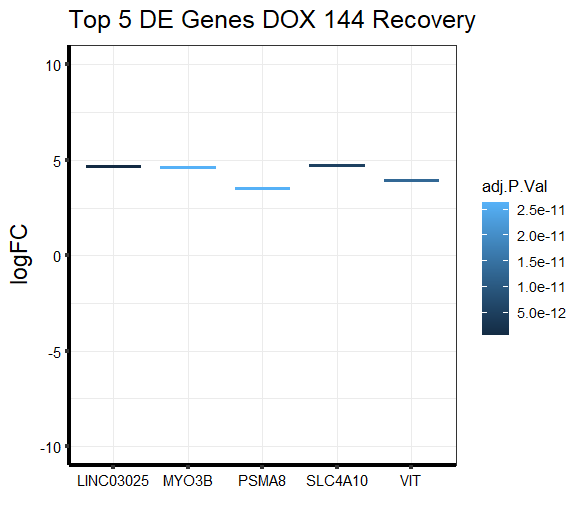 Top 5 DE Genes DOX 144 Recovery
logFC
10
5
0
-5
-10
LINC03025 MYO3B PSMA8 SLC4A10 VIT
adj.P.Val
2.5e-11
2.0e-11
1.5e-11
1.0e-11
5.0e-12